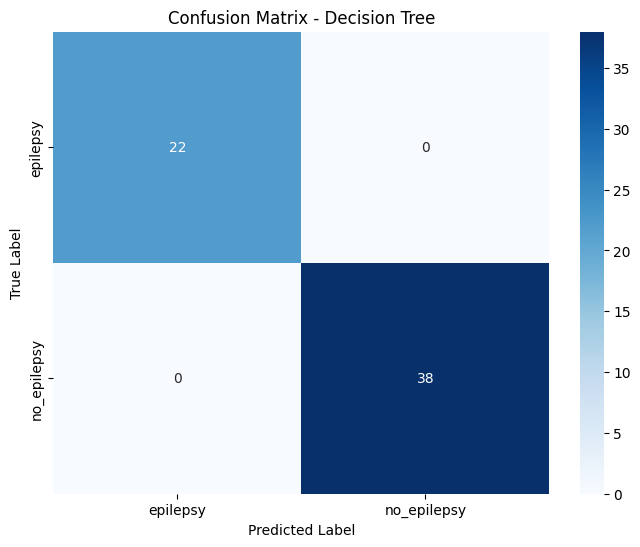 Confusion Matrix - Decision Tree
True Label
epilepsy
no_epilepsy
22
0
0
38
epilepsy
no_epilepsy
Predicted Label
35
30
25
20
15
10
5
0